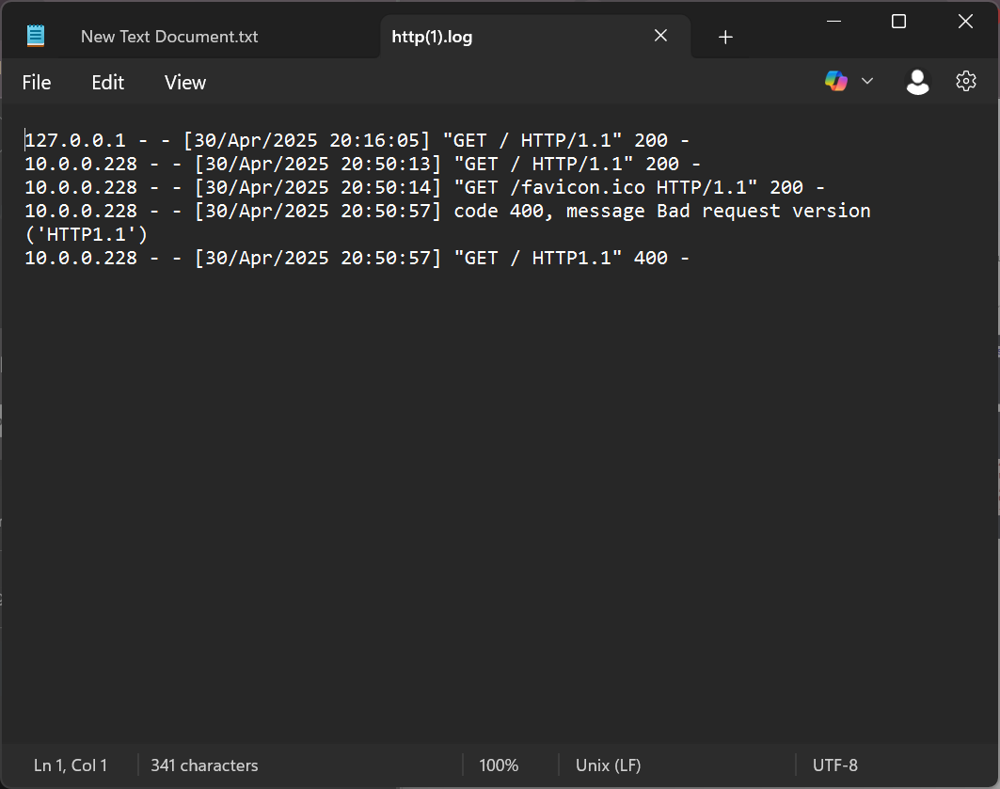 New Text Document.txt
http(1).log
File Edit View
127.0.0.1 - - [30/Apr/2025 20:16:05] "GET / HTTP/1.1" 200 -
10.0.0.228 - - [30/Apr/2025 20:50:13] "GET / HTTP/1.1" 200 -
10.0.0.228 - - [30/Apr/2025 20:50:14] "GET /favicon.ico HTTP/1.1" 200 -
10.0.0.228 - - [30/Apr/2025 20:50:57] code 400, message Bad request version
('HTTP1.1')
10.0.0.228 - - [30/Apr/2025 20:50:57] "GET / HTTP1.1" 400 -
Ln 1, Col 1 341 characters 100% Unix (LF) UTF-8